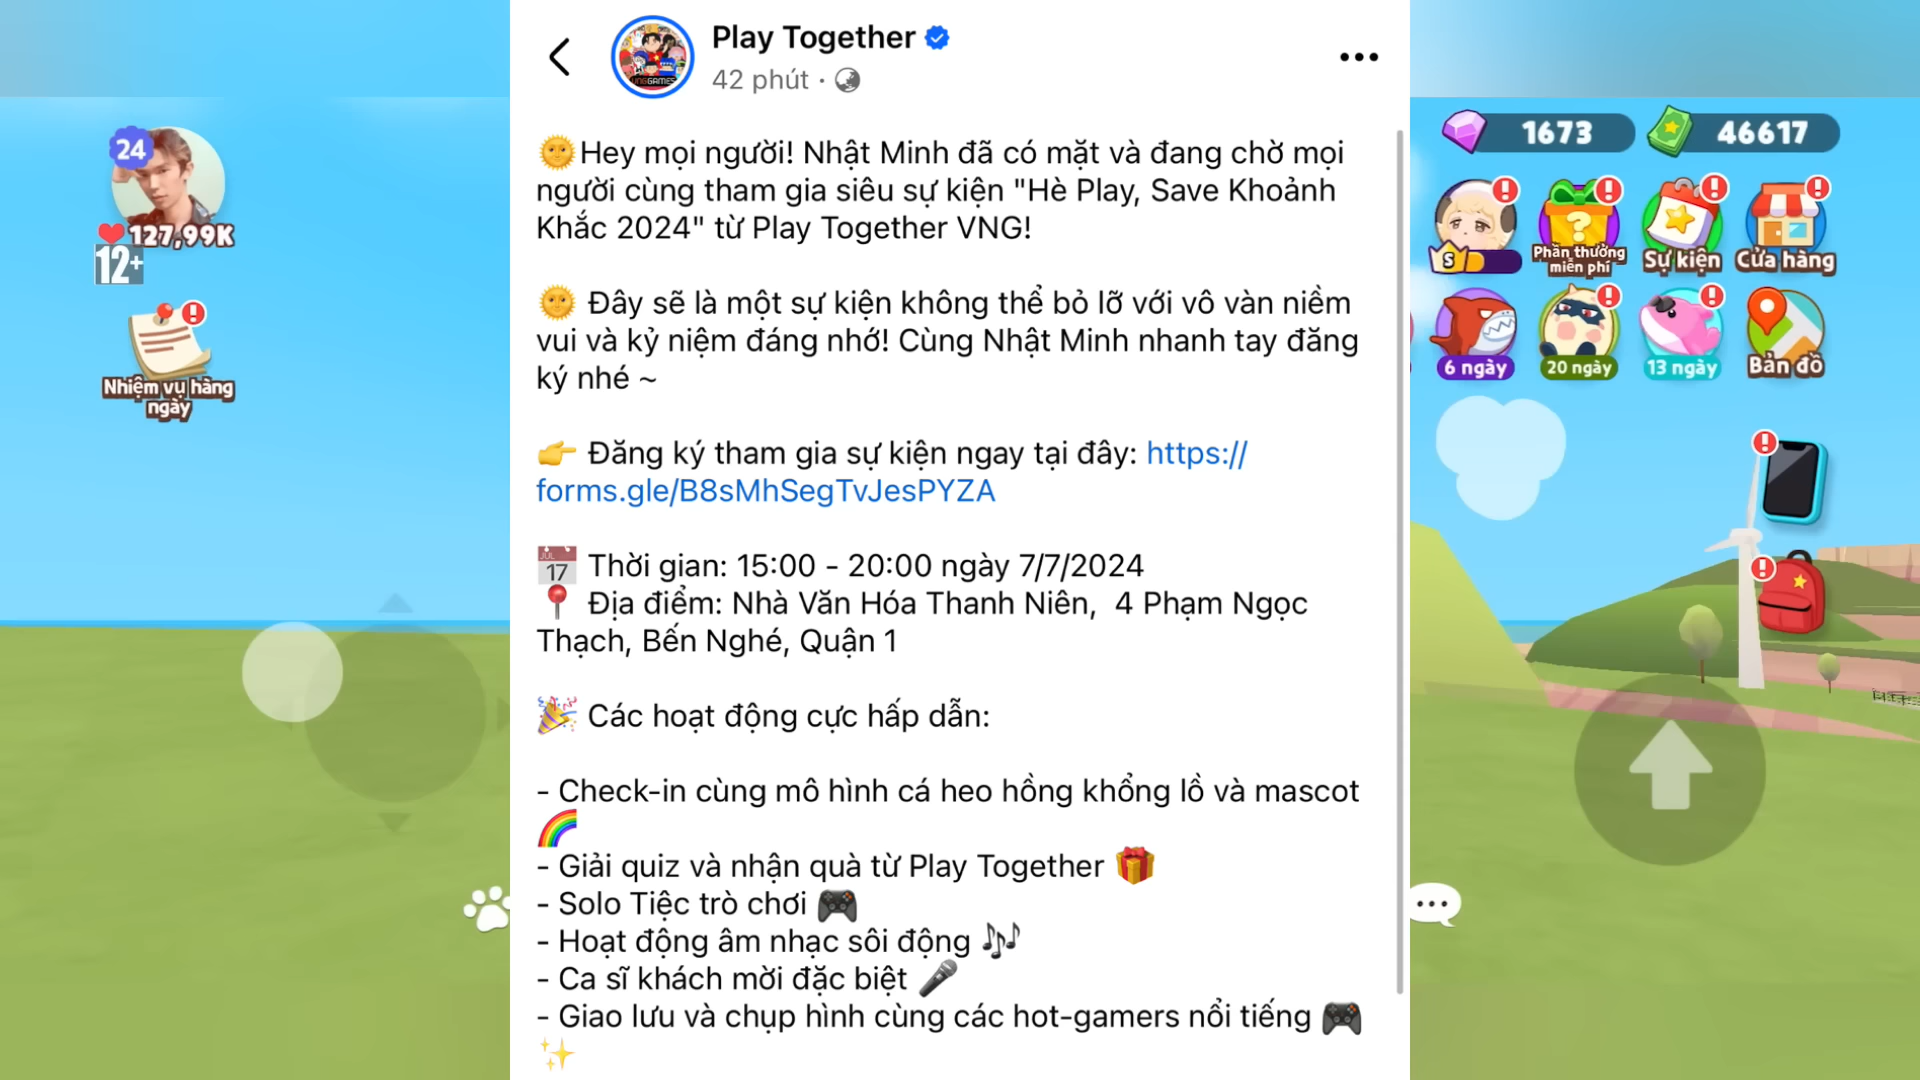 24
127,99K
12+
Nhiệm vụ hàng
ngày
Play Together
42 phút ·
VNGGAMES
🌞Hey mọi người! Nhật Minh đã có mặt và đang chờ mọi
người cùng tham gia siêu sự kiện "Hè Play, Save Khoảnh
Khắc 2024" từ Play Together VNG!
🌞 Đây sẽ là một sự kiện không thể bỏ lỡ với vô vàn niềm
vui và kỷ niệm đáng nhớ! Cùng Nhật Minh nhanh tay đăng
ký nhé ~
👉 Đăng ký tham gia sự kiện ngay tại đây: https://
forms.gle/B8sMhSegTvJesPYZA
📅 Thời gian: 15:00 - 20:00 ngày 7/7/2024
📍 Địa điểm: Nhà Văn Hóa Thanh Niên, 4 Phạm Ngọc
Thạch, Bến Nghé, Quận 1
🎉 Các hoạt động cực hấp dẫn:
- Check-in cùng mô hình cá heo hồng khổng lồ và mascot
🌈
- Giải quiz và nhận quà từ Play Together 🎁
- Solo Tiệc trò chơi 🎮
- Hoạt động âm nhạc sôi động 🎶
- Ca sĩ khách mời đặc biệt 🎤
- Giao lưu và chụp hình cùng các hot-gamers nổi tiếng 🎮
✨
1673
46617
S
Phần thưởng
miễn phí
Sự kiện
Cửa hàng
6 ngày
20 ngày
13 ngày
Bản đồ